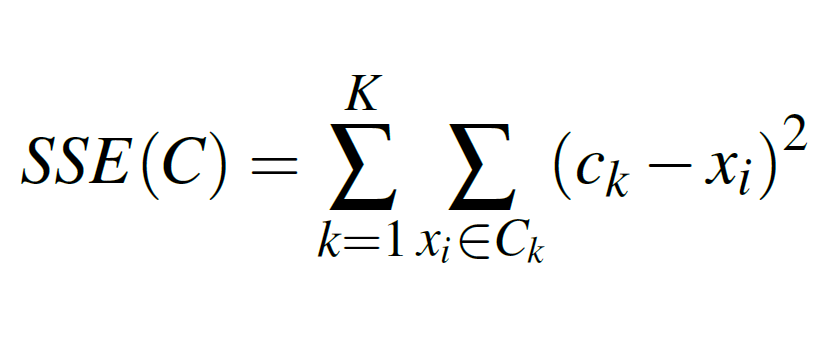 SSE(C) = \sum_{k=1}^{K} \sum_{x_i \in C_k} (c_k - x_i)^2